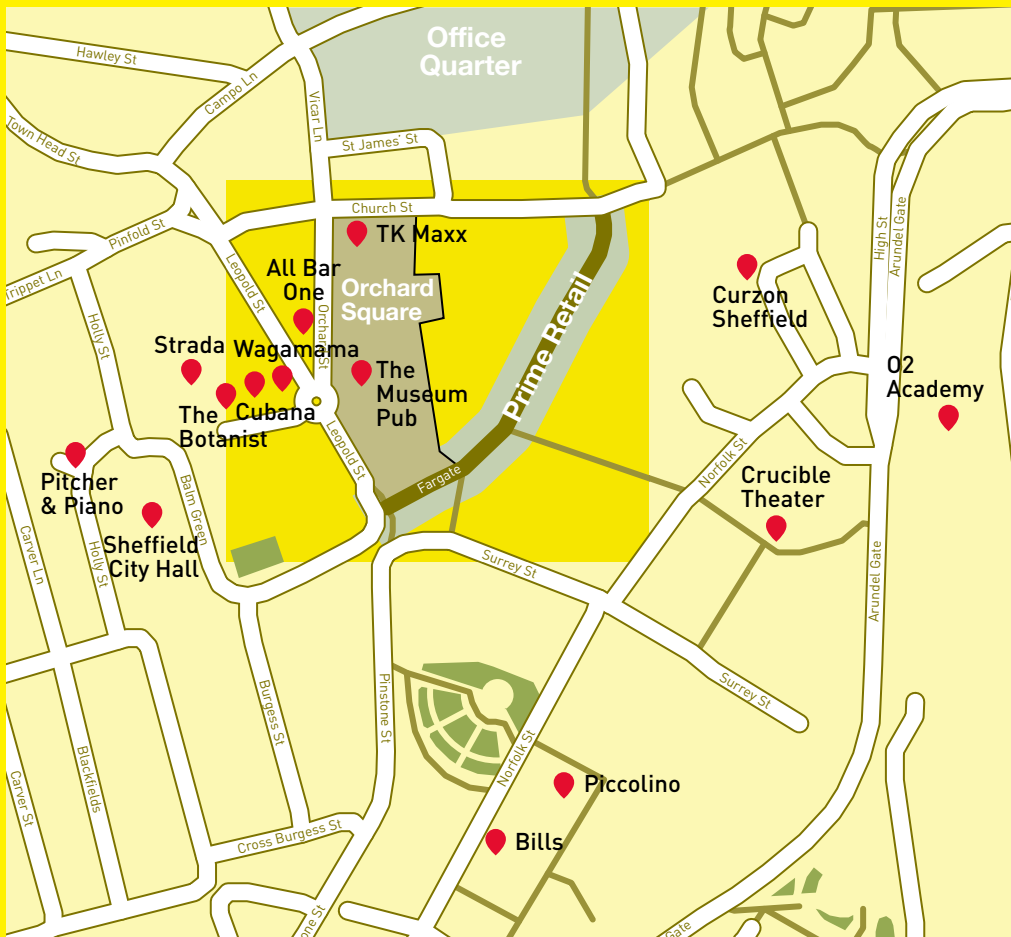 Office
Quarter
Hawley St
Campo Ln
Vicar Ln
Town Head St
St James' St
Church St
TK Maxx
Pinfold St
Trippet Ln
Leopold St
All Bar
One
Orchard St
Orchard
Square
Prime Retail
High St
Arundel Gate
Curzon
Sheffield
Holly St
Strada
Wagamama
The
Museum
Pub
O2
Academy
The
Botanist
Cubana
Leopold St
Fargate
Norfolk St
Pitcher
& Piano
Balm Green
Crucible
Theater
Sheffield
City Hall
Carver Ln
Holly St
Surrey St
Arundel Gate
Burgess St
Pinstone St
Surrey St
Norfolk St
Carver St
Blackfields
Piccolino
Cross Burgess St
Bills
one St
Gate